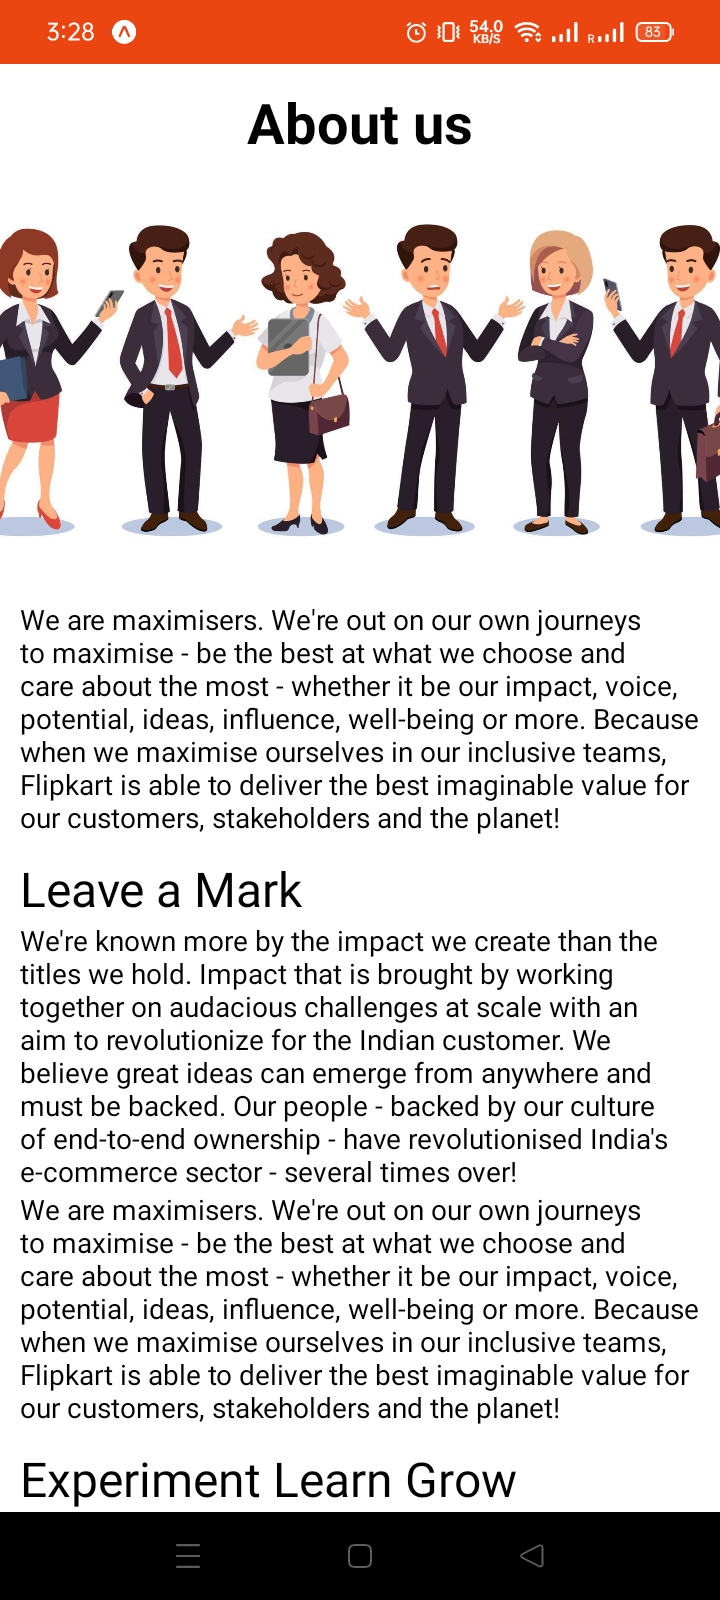 3:28
54.0
KB/S
R
83
About us
We are maximisers. We're out on our own journeys
to maximise - be the best at what we choose and
care about the most - whether it be our impact, voice,
potential, ideas, influence, well-being or more. Because
when we maximise ourselves in our inclusive teams,
Flipkart is able to deliver the best imaginable value for
our customers, stakeholders and the planet!
Leave a Mark
We're known more by the impact we create than the
titles we hold. Impact that is brought by working
together on audacious challenges at scale with an
aim to revolutionize for the Indian customer. We
believe great ideas can emerge from anywhere and
must be backed. Our people - backed by our culture
of end-to-end ownership - have revolutionised India's
e-commerce sector - several times over!
We are maximisers. We're out on our own journeys
to maximise - be the best at what we choose and
care about the most - whether it be our impact, voice,
potential, ideas, influence, well-being or more. Because
when we maximise ourselves in our inclusive teams,
Flipkart is able to deliver the best imaginable value for
our customers, stakeholders and the planet!
Experiment Learn Grow